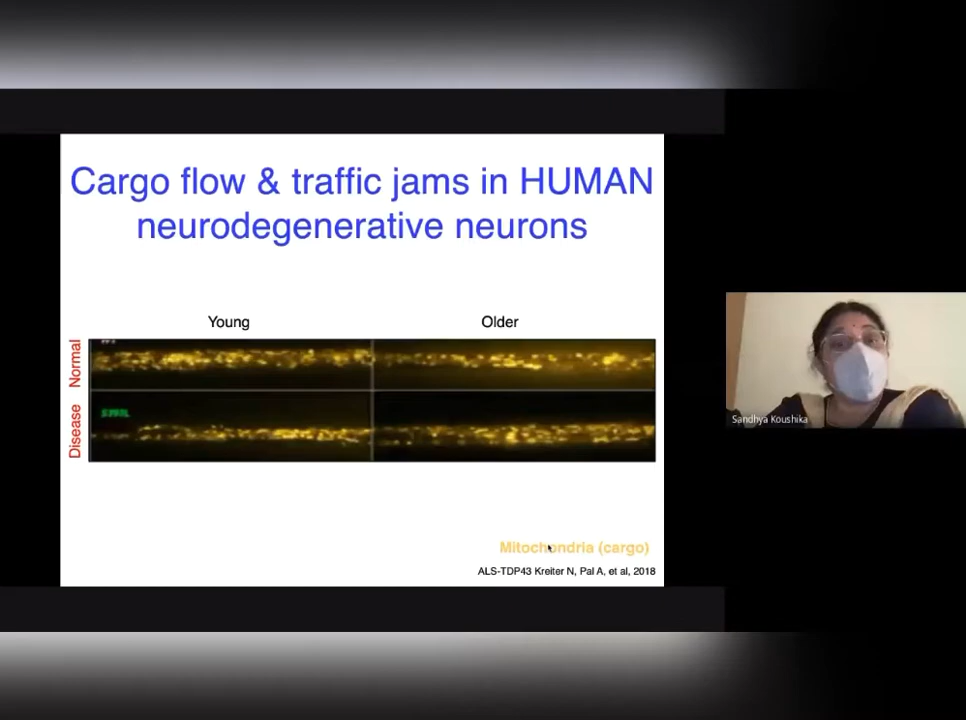 Cargo flow & traffic jams in HUMAN
neurodegenerative neurons
Young
Older
Normal
Disease
Mitochondria (cargo)
ALS-TDP43 Kreiter N, Pal A, et al, 2018
Sandhya Koushika